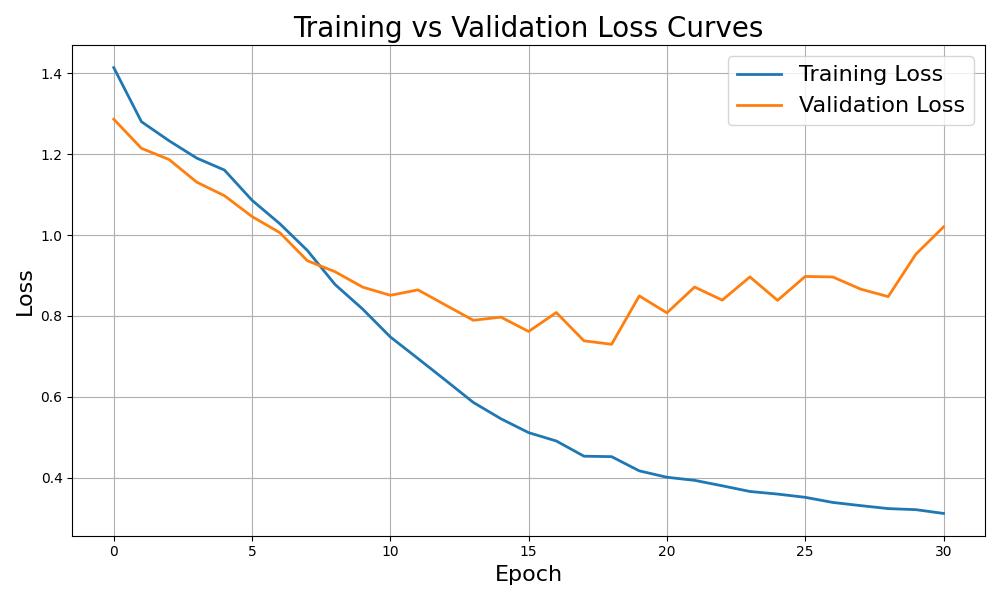 Training vs Validation Loss Curves
Training Loss
Validation Loss
Loss
1.4
1.2
1.0
0.8
0.6
0.4
0 5 10 15 20 25 30
Epoch